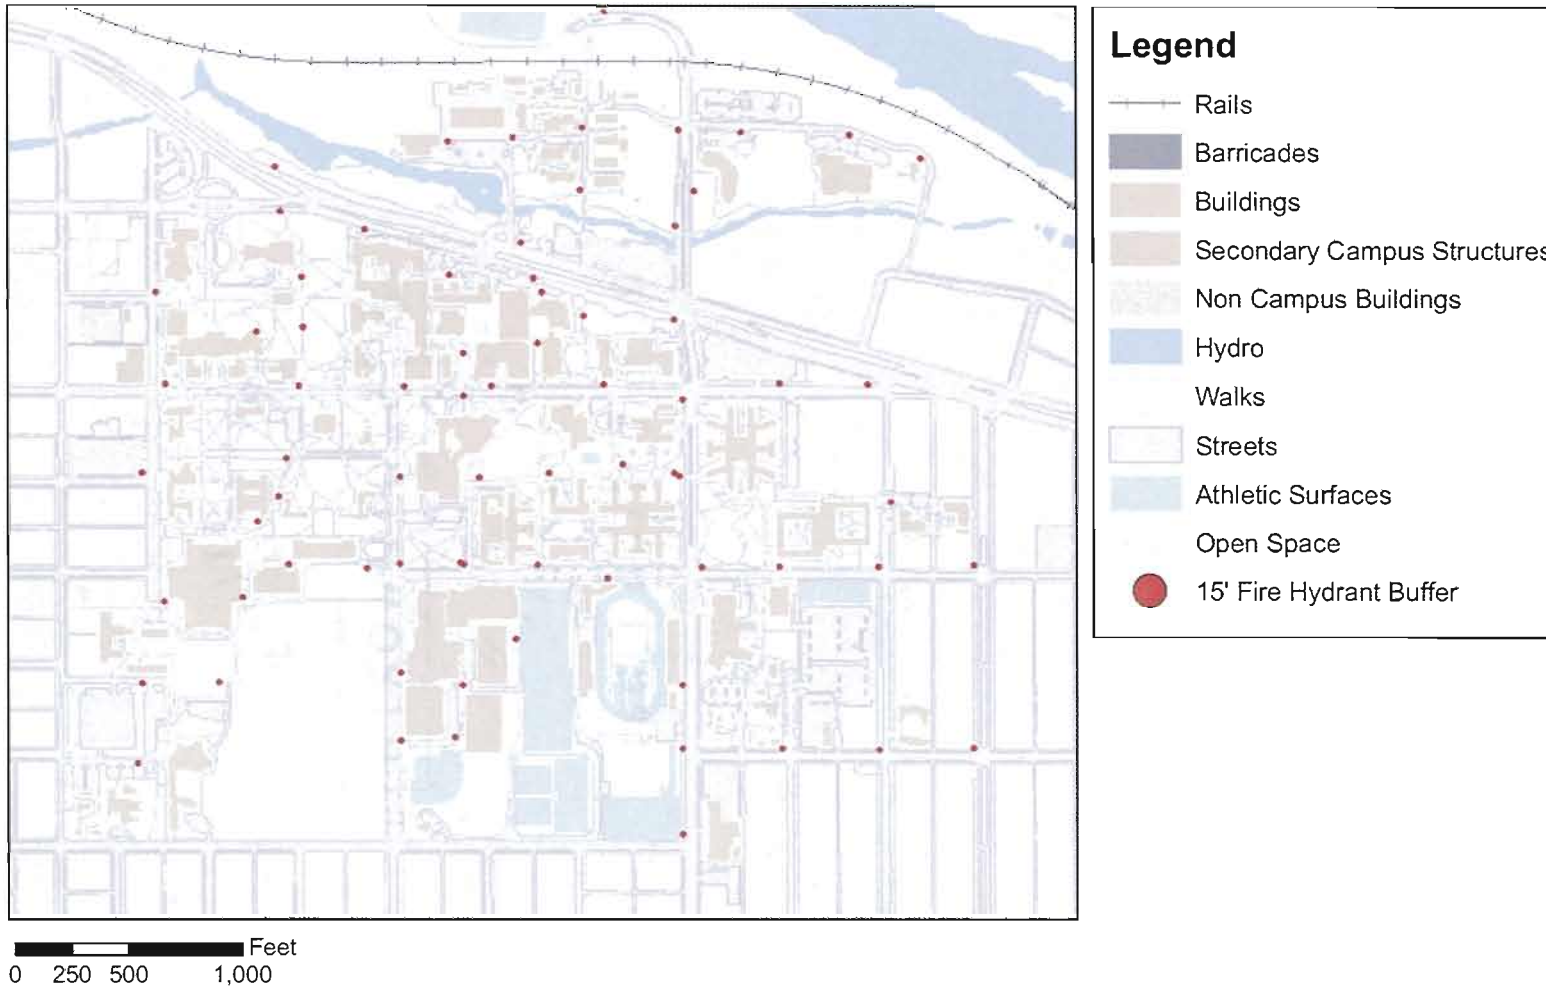 Legend
Rails
Barricades
Buildings
Secondary Campus Structures
Non Campus Buildings
Hydro
Walks
Streets
Athletic Surfaces
Open Space
15' Fire Hydrant Buffer
Feet
0 250 500 1,000